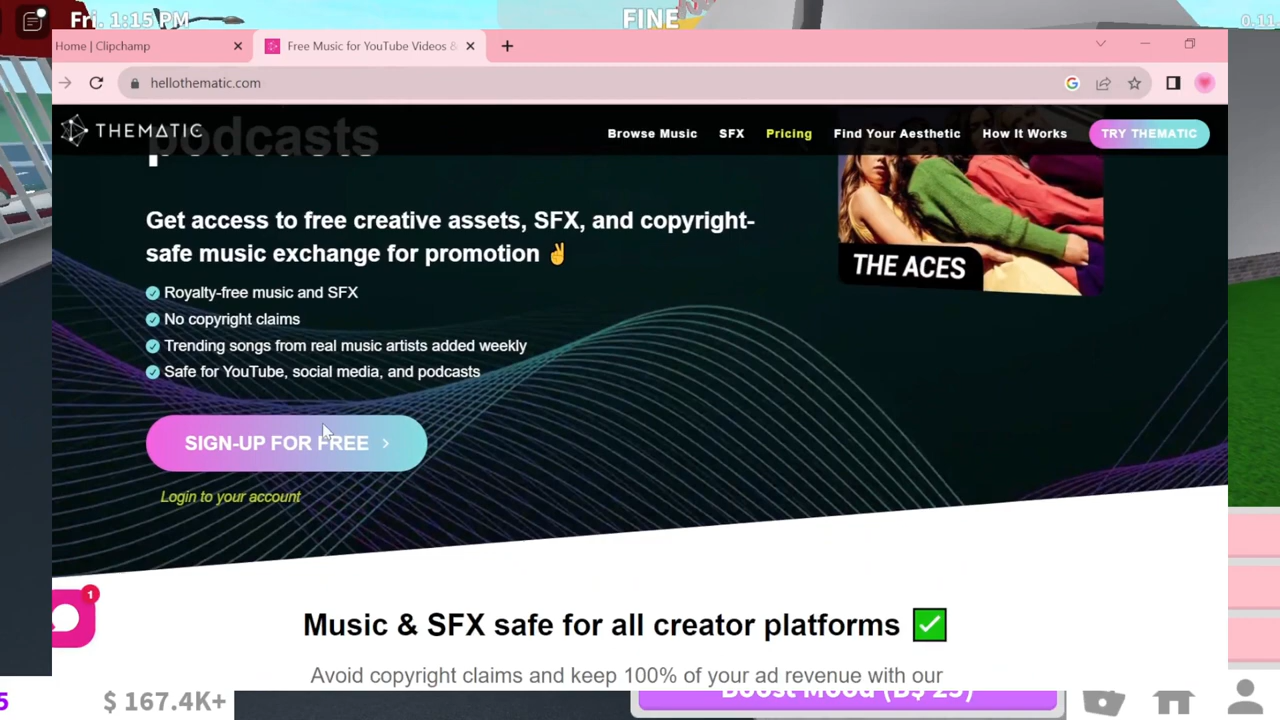 Fri. 1:15 PM
FINE
0.11.
Home | Clipchamp
Free Music for YouTube Videos &
hellothematic.com
THEMATIC
Browse Music
SFX
Pricing
Find Your Aesthetic
How It Works
TRY THEMATIC
podcasts
Get access to free creative assets, SFX, and copyright-
safe music exchange for promotion ✌
Royalty-free music and SFX
No copyright claims
Trending songs from real music artists added weekly
Safe for YouTube, social media, and podcasts
THE ACES
SIGN-UP FOR FREE >
Login to your account
1
Music & SFX safe for all creator platforms ✅
Avoid copyright claims and keep 100% of your ad revenue with our
5
$ 167.4K+
Boost Mood (B$ 25)